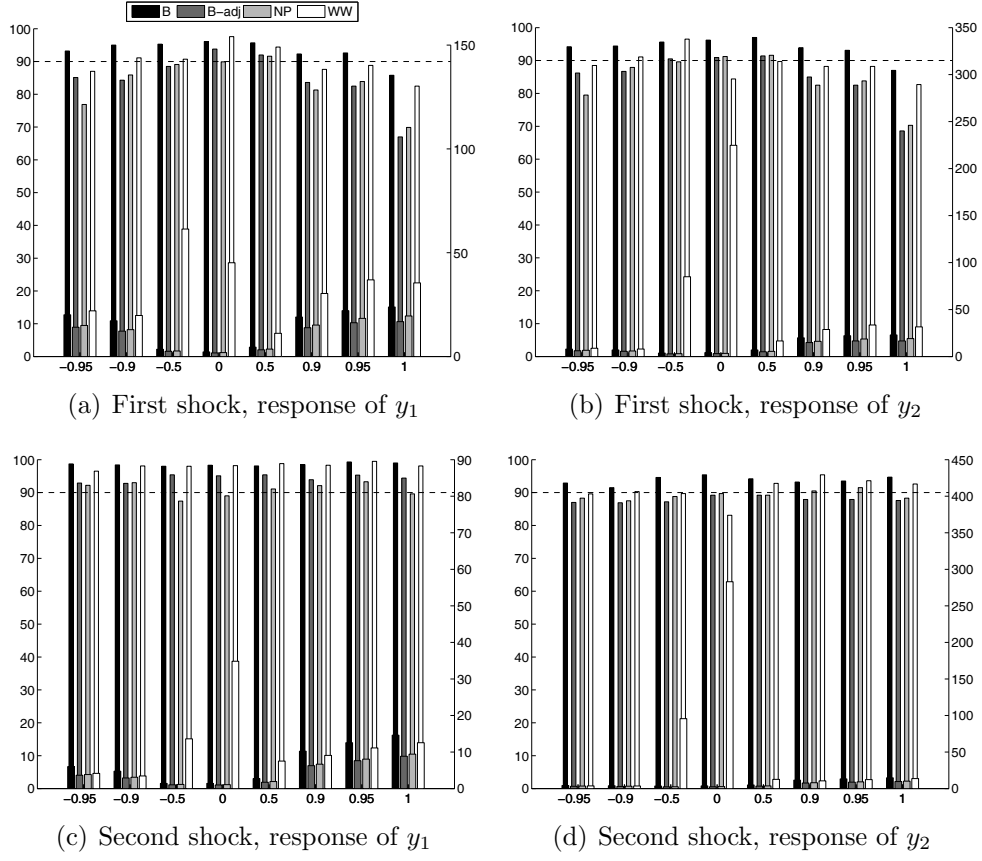 B B-adj NP WW
100 90 80 70 60 50 40 30 20 10 0
150 100 50 0
-0.95 -0.9 -0.5 0 0.5 0.9 0.95 1
(a) First shock, response of y1
100 90 80 70 60 50 40 30 20 10 0
350 300 250 200 150 100 50 0
-0.95 -0.9 -0.5 0 0.5 0.9 0.95 1
(b) First shock, response of y2
100 90 80 70 60 50 40 30 20 10 0
90 80 70 60 50 40 30 20 10 0
-0.95 -0.9 -0.5 0 0.5 0.9 0.95 1
(c) Second shock, response of y1
100 90 80 70 60 50 40 30 20 10 0
450 400 350 300 250 200 150 100 50 0
-0.95 -0.9 -0.5 0 0.5 0.9 0.95 1
(d) Second shock, response of y2